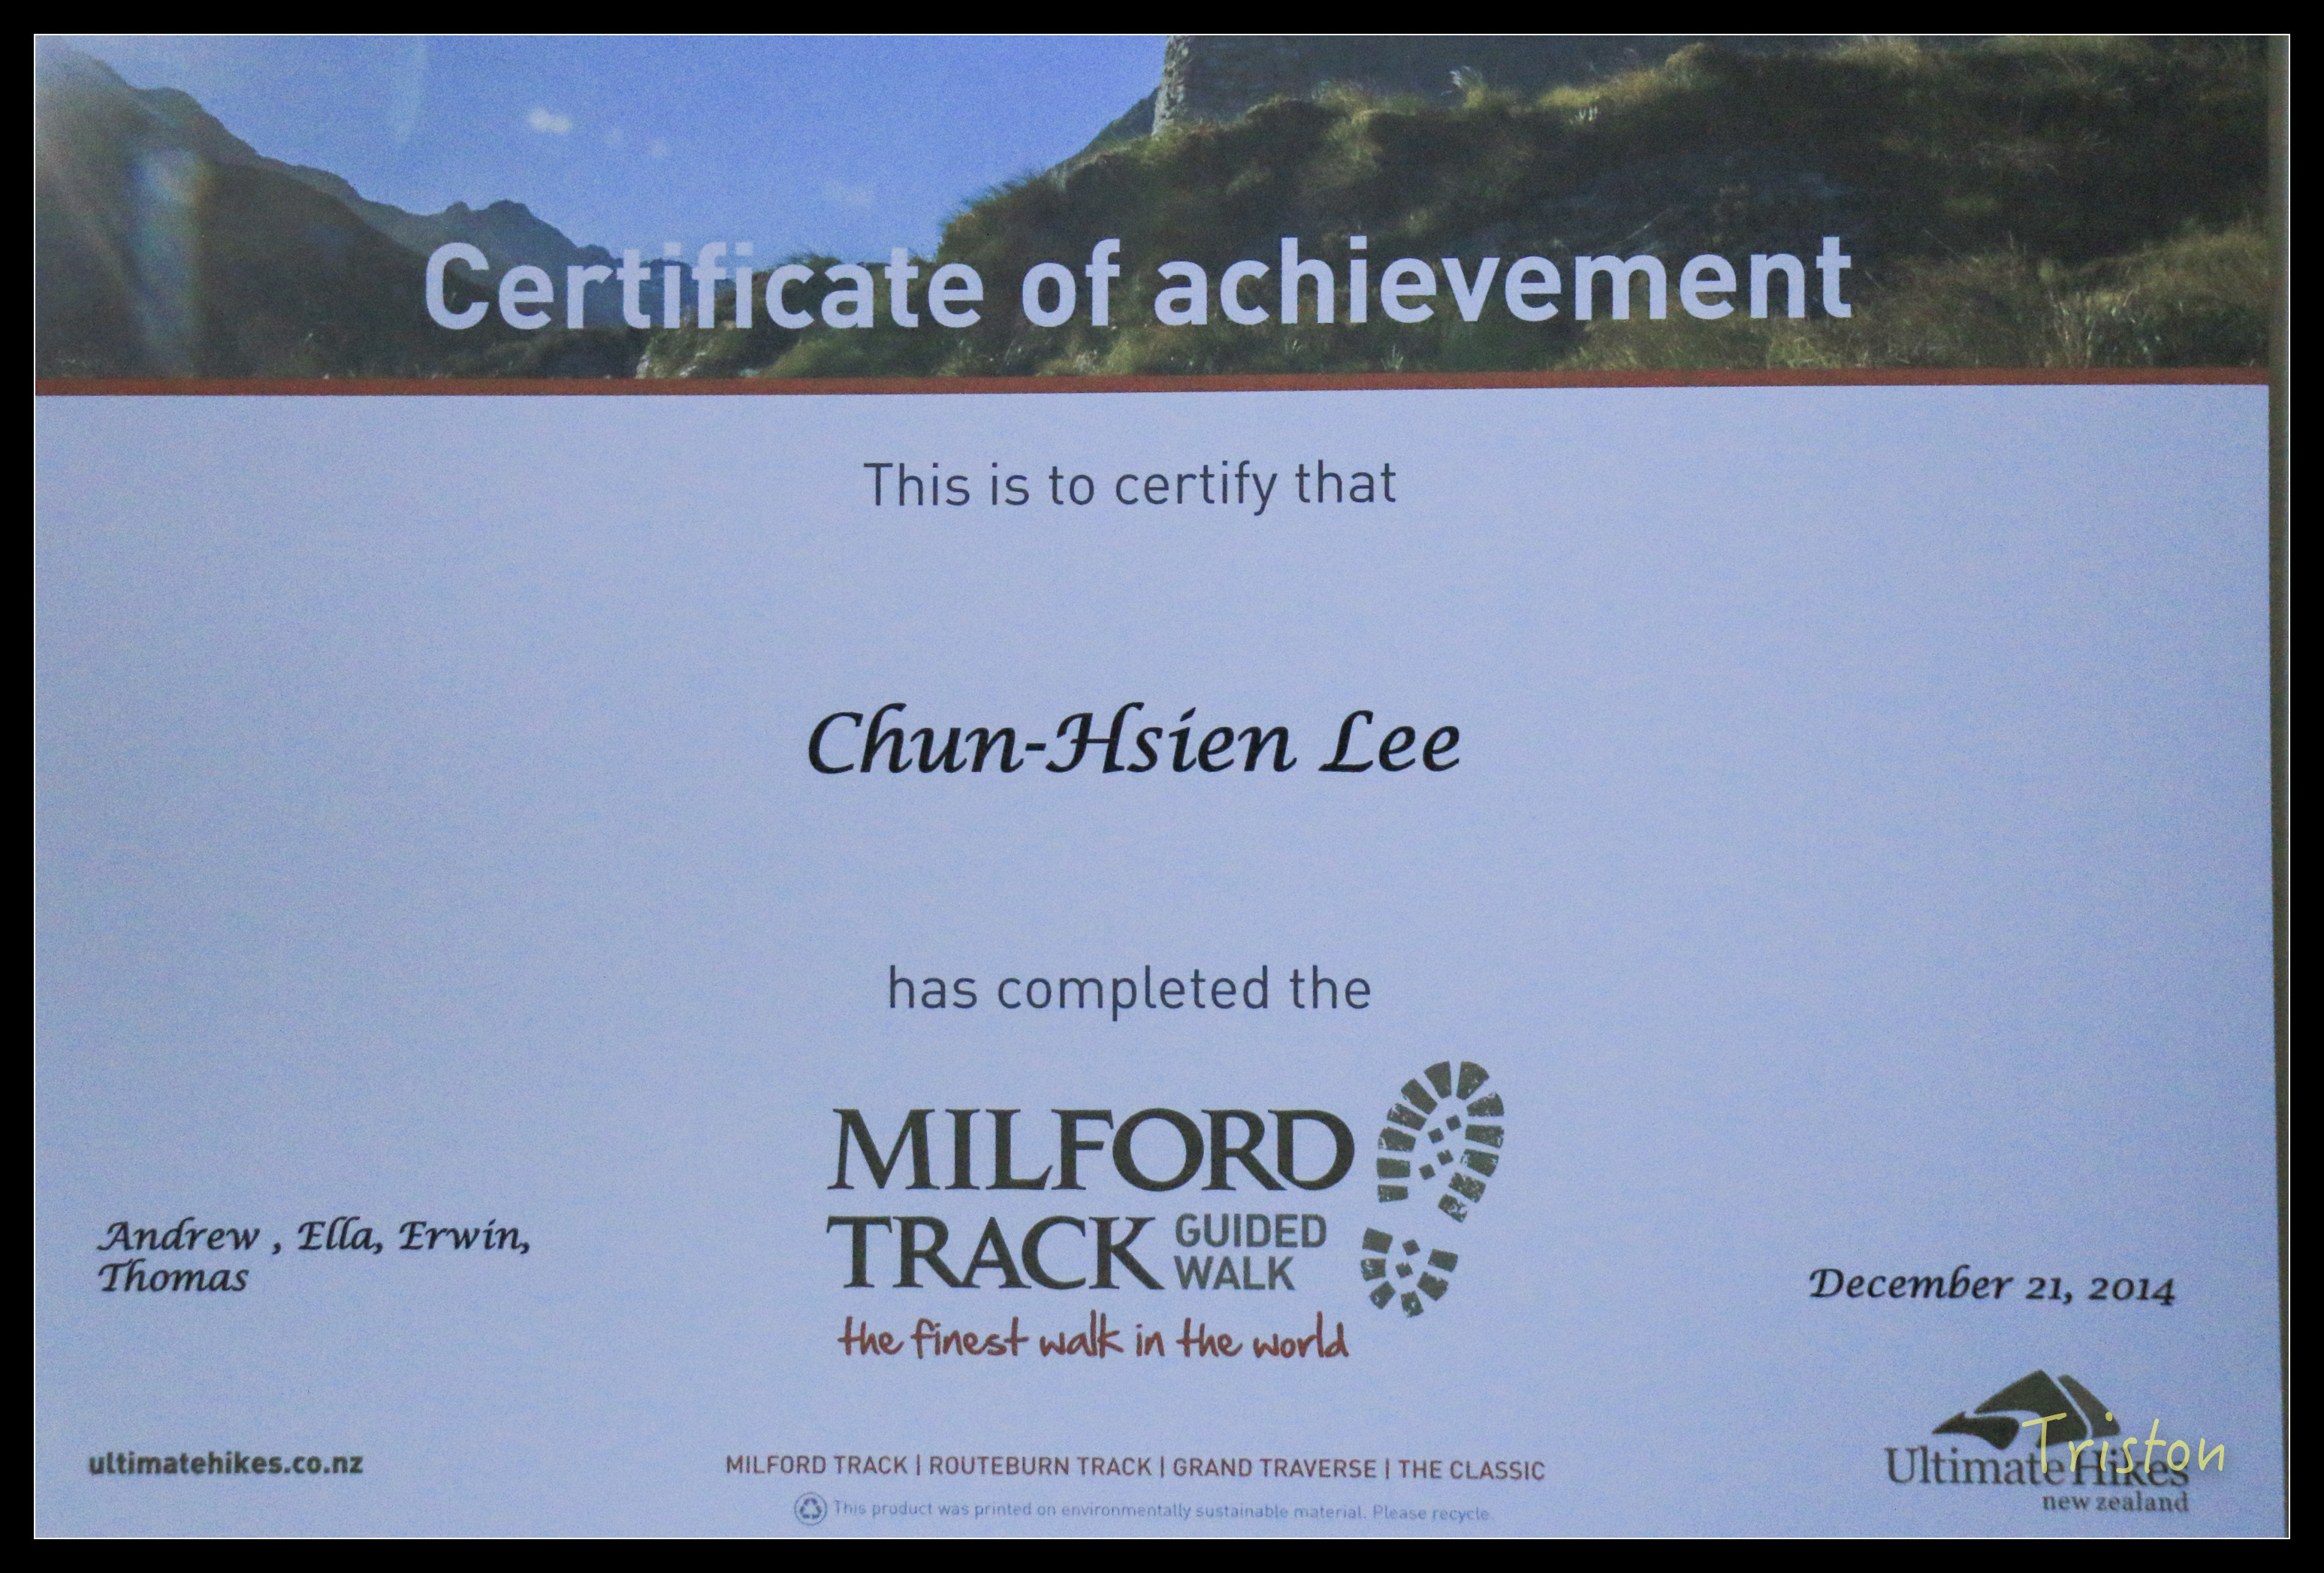 Certificate of achievement
This is to certify that
Chun-Hsien Lee
has completed the
MILFORD
TRACK GUIDED WALK
the finest walk in the world
Andrew , Ella, Erwin,
Thomas
December 21, 2014
ultimatehikes.co.nz
MILFORD TRACK | ROUTEBURN TRACK | GRAND TRAVERSE | THE CLASSIC
This product was printed on environmentally sustainable material. Please recycle.
Ultimate Hikes
new zealand
Triston